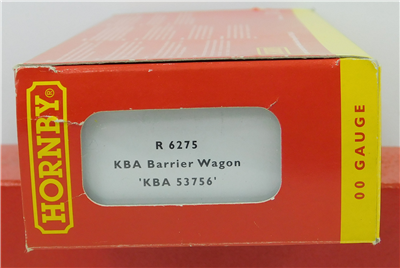 HORNBY®
R 6275
KBA Barrier Wagon
'KBA 53756'
00 GAUGE